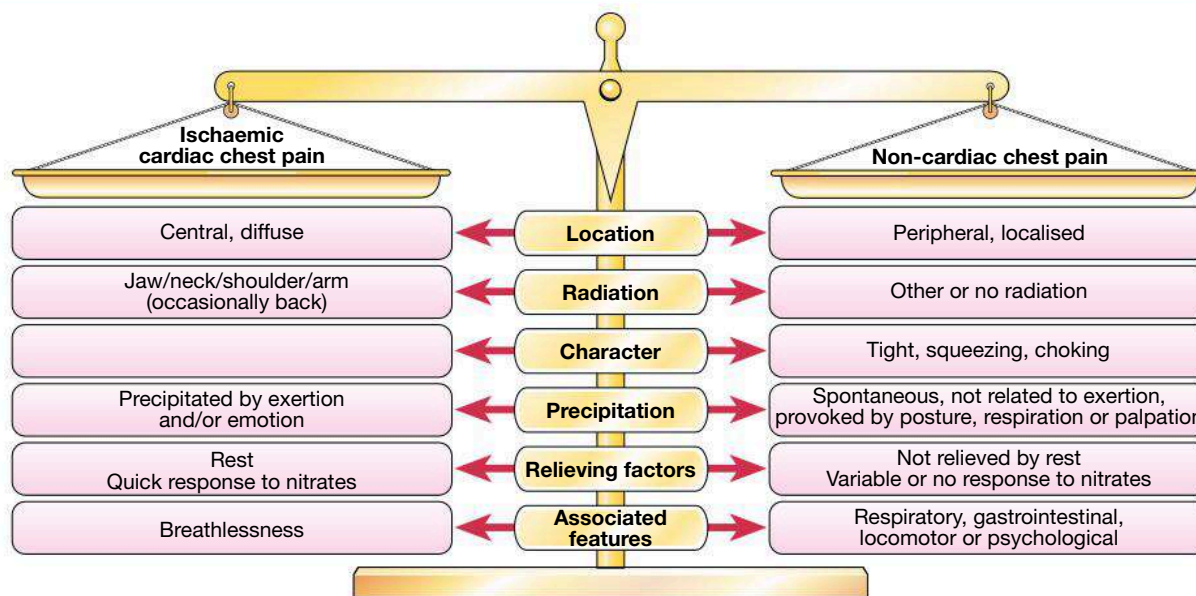 Ischaemic
cardiac chest pain
Non-cardiac chest pain
Central, diffuse
Location
Peripheral, localised
Jaw/neck/shoulder/arm
(occasionally back)
Radiation
Other or no radiation
Character
Tight, squeezing, choking
Precipitated by exertion
and/or emotion
Precipitation
Spontaneous, not related to exertion,
provoked by posture, respiration or palpation
Rest
Quick response to nitrates
Relieving factors
Not relieved by rest
Variable or no response to nitrates
Breathlessness
Associated
features
Respiratory, gastrointestinal,
locomotor or psychological